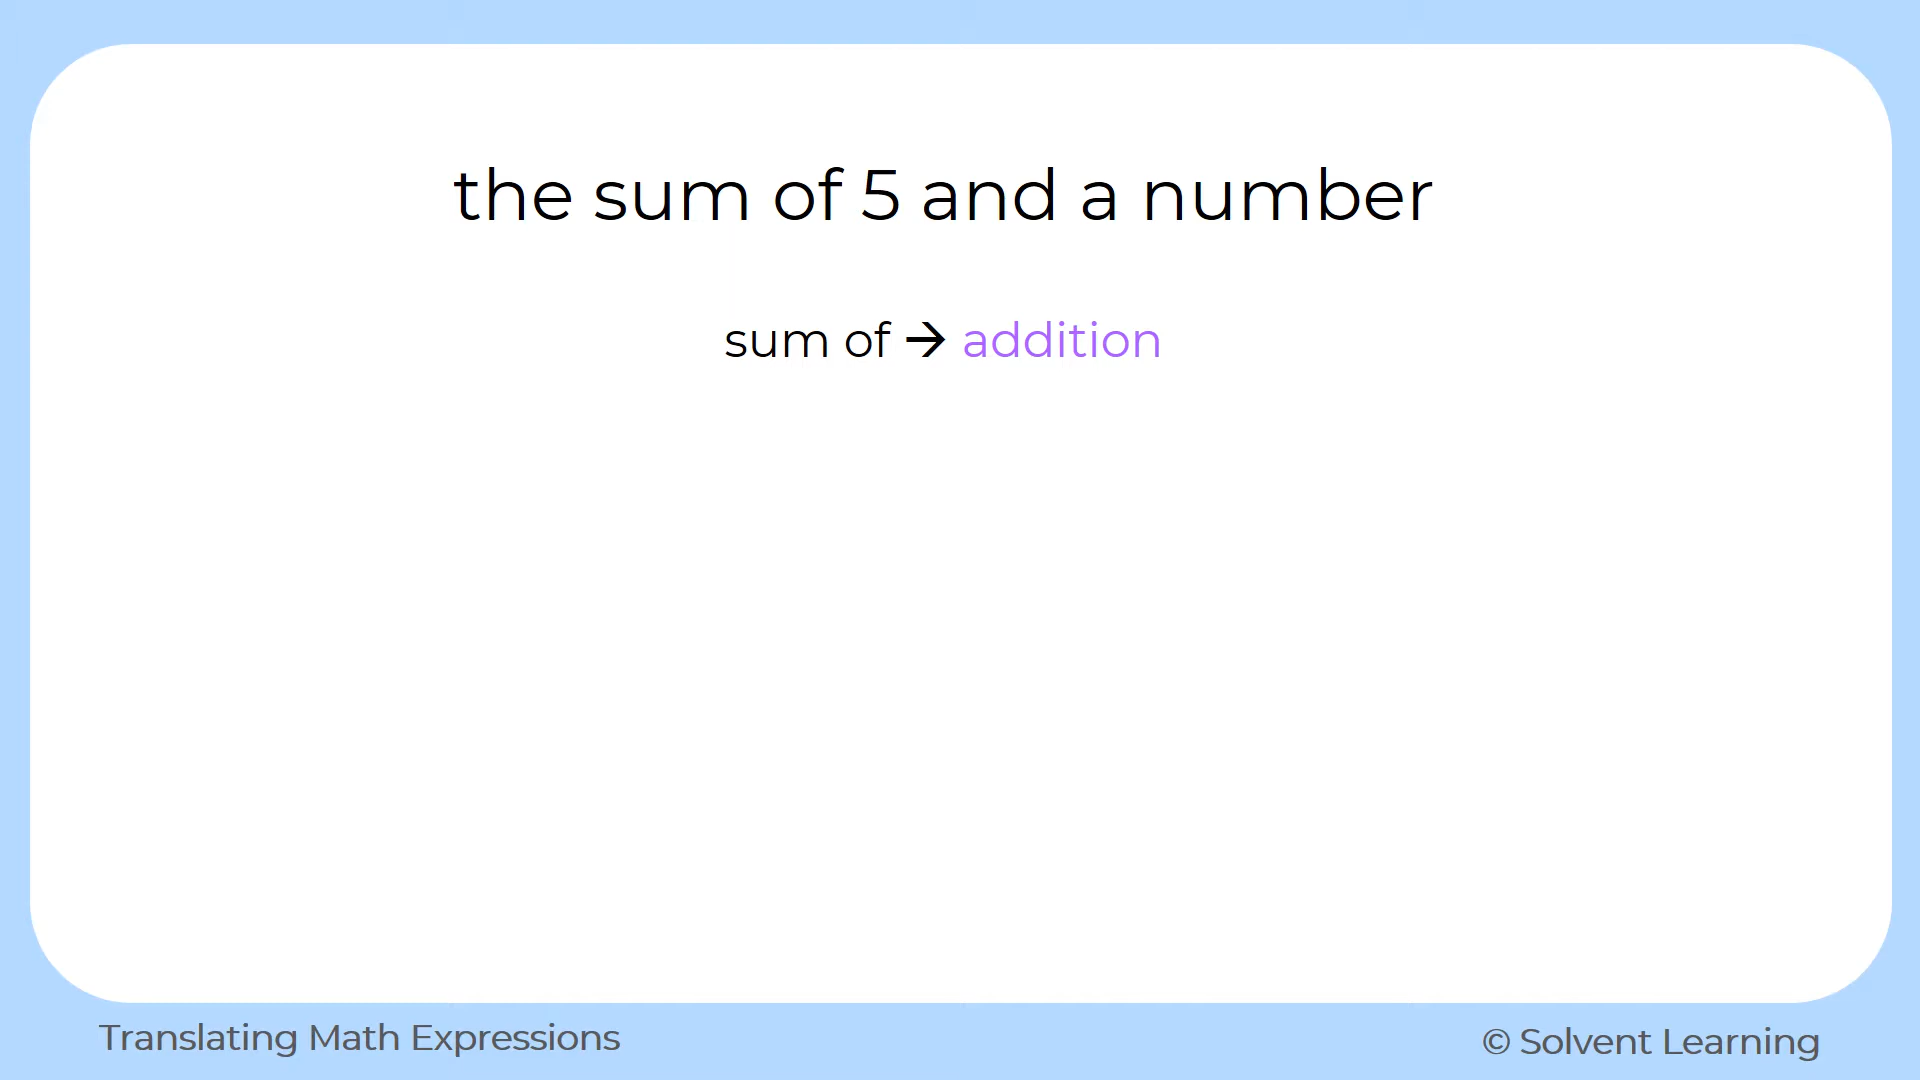 the sum of 5 and a number
sum of → addition
Translating Math Expressions
© Solvent Learning